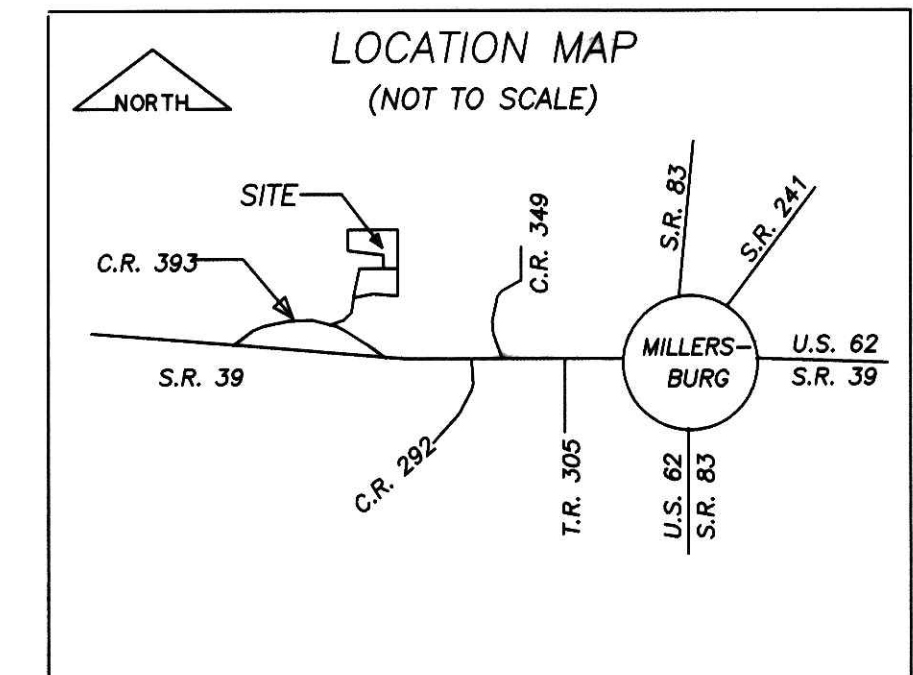 LOCATION MAP
(NOT TO SCALE)
NORTH
SITE
C.R. 393
S.R. 39
C.R. 349
C.R. 292
T.R. 305
S.R. 83
S.R. 241
MILLERS-
BURG
U.S. 62
S.R. 39
U.S. 62
S.R. 83